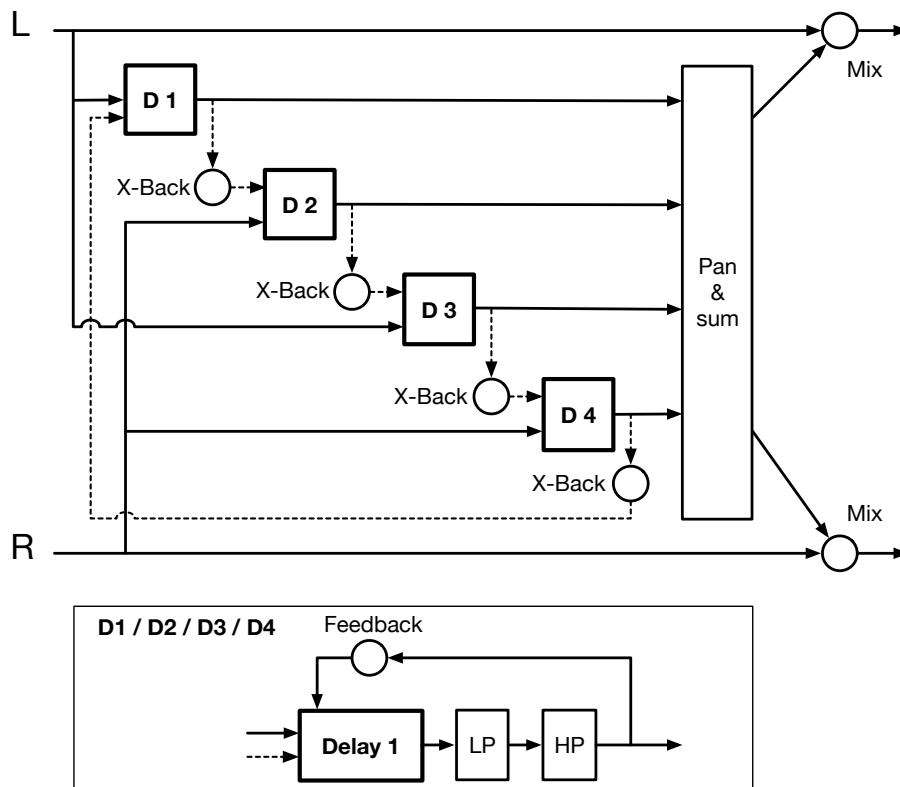 L
Mix
D 1
X-Back
D 2
X-Back
D 3
Pan
&
sum
X-Back
D 4
X-Back
Mix
R
D1 / D2 / D3 / D4
Feedback
Delay 1
LP
HP